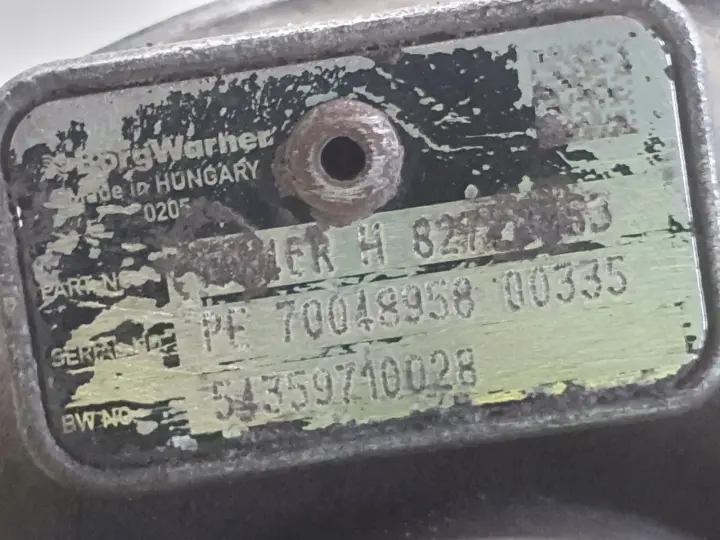 BorgWarner
Made in HUNGARY
0205
PART NO
H
SERIAL NO
PE 70048958 00335
BW NO
54359710028